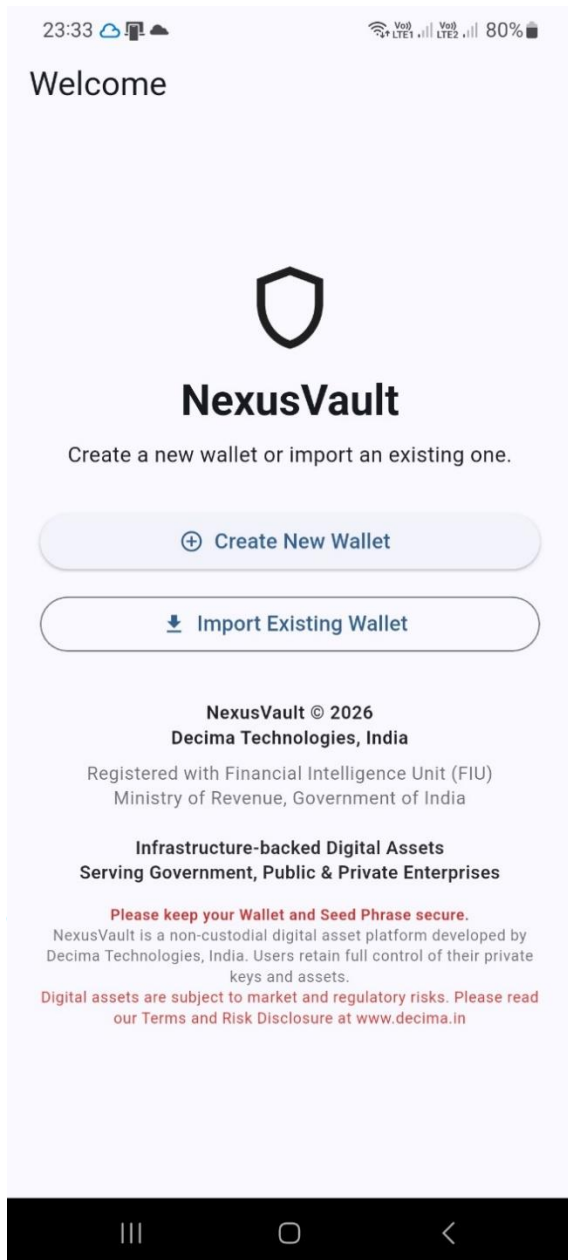 23:33
Vo)) LTE1 Vo)) LTE2 80%
Welcome
NexusVault
Create a new wallet or import an existing one.
Create New Wallet
Import Existing Wallet
NexusVault © 2026
Decima Technologies, India
Registered with Financial Intelligence Unit (FIU)
Ministry of Revenue, Government of India
Infrastructure-backed Digital Assets
Serving Government, Public & Private Enterprises
Please keep your Wallet and Seed Phrase secure.
NexusVault is a non-custodial digital asset platform developed by
Decima Technologies, India. Users retain full control of their private
keys and assets.
Digital assets are subject to market and regulatory risks. Please read
our Terms and Risk Disclosure at www.decima.in